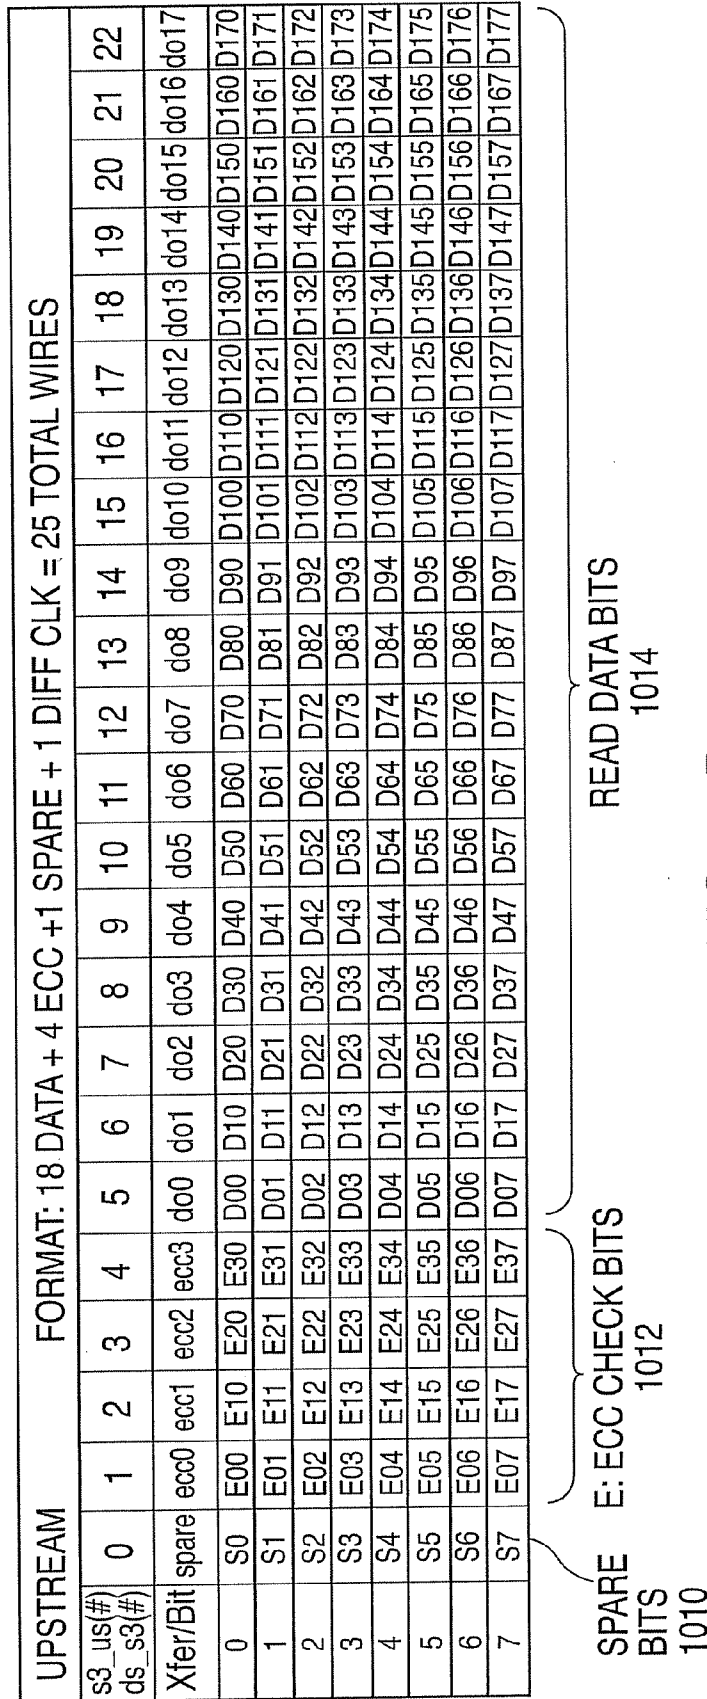 UPSTREAM FORMAT: 18 DATA + 4 ECC +1 SPARE + 1 DIFF CLK = 25 TOTAL WIRES
s3_us(#)
ds_s3(#) 0 1 2 3 4 5 6 7 8 9 10 11 12 13 14 15 16 17 18 19 20 21 22
Xfer/Bit spare ecc0 ecc1 ecc2 ecc3 do0 do1 do2 do3 do4 do5 do6 do7 do8 do9 do10 do11 do12 do13 do14 do15 do16 do17
0 S0 E00 E10 E20 E30 D00 D10 D20 D30 D40 D50 D60 D70 D80 D90 D100 D110 D120 D130 D140 D150 D160 D170
1 S1 E01 E11 E21 E31 D01 D11 D21 D31 D41 D51 D61 D71 D81 D91 D101 D111 D121 D131 D141 D151 D161 D171
2 S2 E02 E12 E22 E32 D02 D12 D22 D32 D42 D52 D62 D72 D82 D92 D102 D112 D122 D132 D142 D152 D162 D172
3 S3 E03 E13 E23 E33 D03 D13 D23 D33 D43 D53 D63 D73 D83 D93 D103 D113 D123 D133 D143 D153 D163 D173
4 S4 E04 E14 E24 E34 D04 D14 D24 D34 D44 D54 D64 D74 D84 D94 D104 D114 D124 D134 D144 D154 D164 D174
5 S5 E05 E15 E25 E35 D05 D15 D25 D35 D45 D55 D65 D75 D85 D95 D105 D115 D125 D135 D145 D155 D165 D175
6 S6 E06 E16 E26 E36 D06 D16 D26 D36 D46 D56 D66 D76 D86 D96 D106 D116 D126 D136 D146 D156 D166 D176
7 S7 E07 E17 E27 E37 D07 D17 D27 D37 D47 D57 D67 D77 D87 D97 D107 D117 D127 D137 D147 D157 D167 D177
SPARE
BITS
1010
E: ECC CHECK BITS
1012
READ DATA BITS
1014